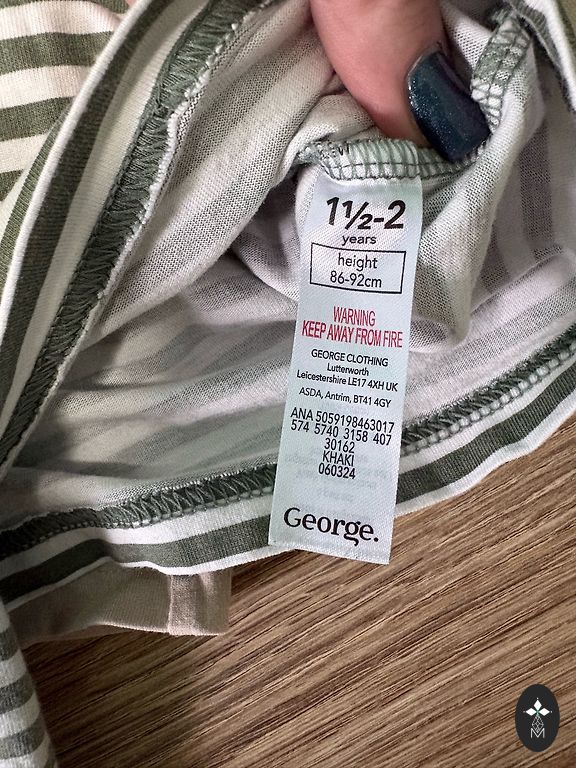 1½-2
years
height
86-92cm
WARNING
KEEP AWAY FROM FIRE
GEORGE CLOTHING
Lutterworth
Leicestershire LE17 4XH UK
ASDA, Antrim, BT41 4GY
ANA 5059198463017
574 5740 3158 407
30162
KHAKI
060324
George.
M